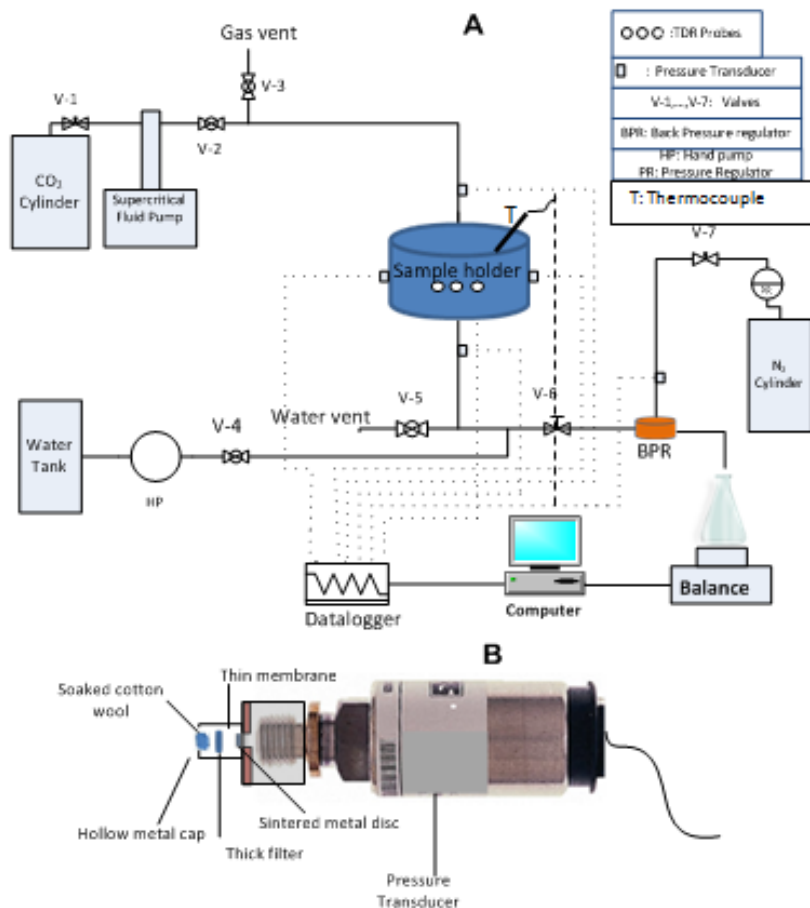 A
Gas vent
OOO :TDR Probes
: Pressure Transducer
V-1,...,V-7: Valves
BPR: Back Pressure regulator
HP: Hand pump
PR: Pressure Regulator
T: Thermocouple
V-1
V-3
V-2
CO₂
Cylinder
Supercritical
Fluid Pump
T
Sample holder
V-7
N₂
Cylinder
V-5
V-6
Water vent
V-4
Water
Tank
HP
BPR
Datalogger
Computer
Balance
B
Thin membrane
Soaked cotton
wool
Hollow metal cap
Sintered metal disc
Thick filter
Pressure
Transducer